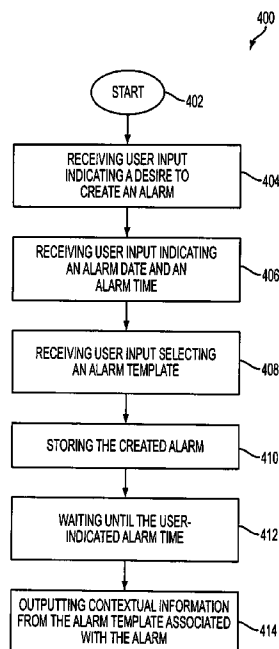 400
START
402
RECEIVING USER INPUT
INDICATING A DESIRE TO
CREATE AN ALARM
404
RECEIVING USER INPUT INDICATING
AN ALARM DATE AND AN
ALARM TIME
406
RECEIVING USER INPUT SELECTING
AN ALARM TEMPLATE
408
STORING THE CREATED ALARM
410
WAITING UNTIL THE USER-
INDICATED ALARM TIME
412
OUTPUTTING CONTEXTUAL INFORMATION
FROM THE ALARM TEMPLATE ASSOCIATED
WITH THE ALARM
414